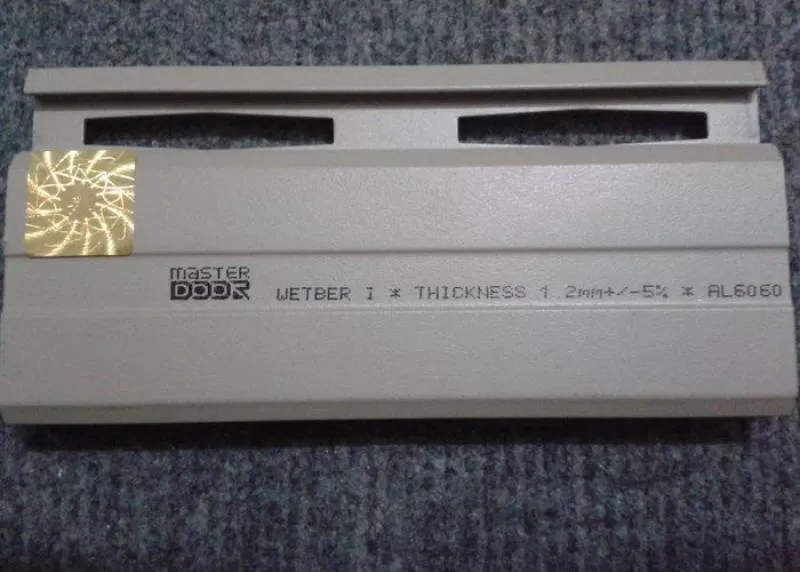 master
DOOR
WETBER I * THICKNESS 1.2mm+/-5% * AL6060